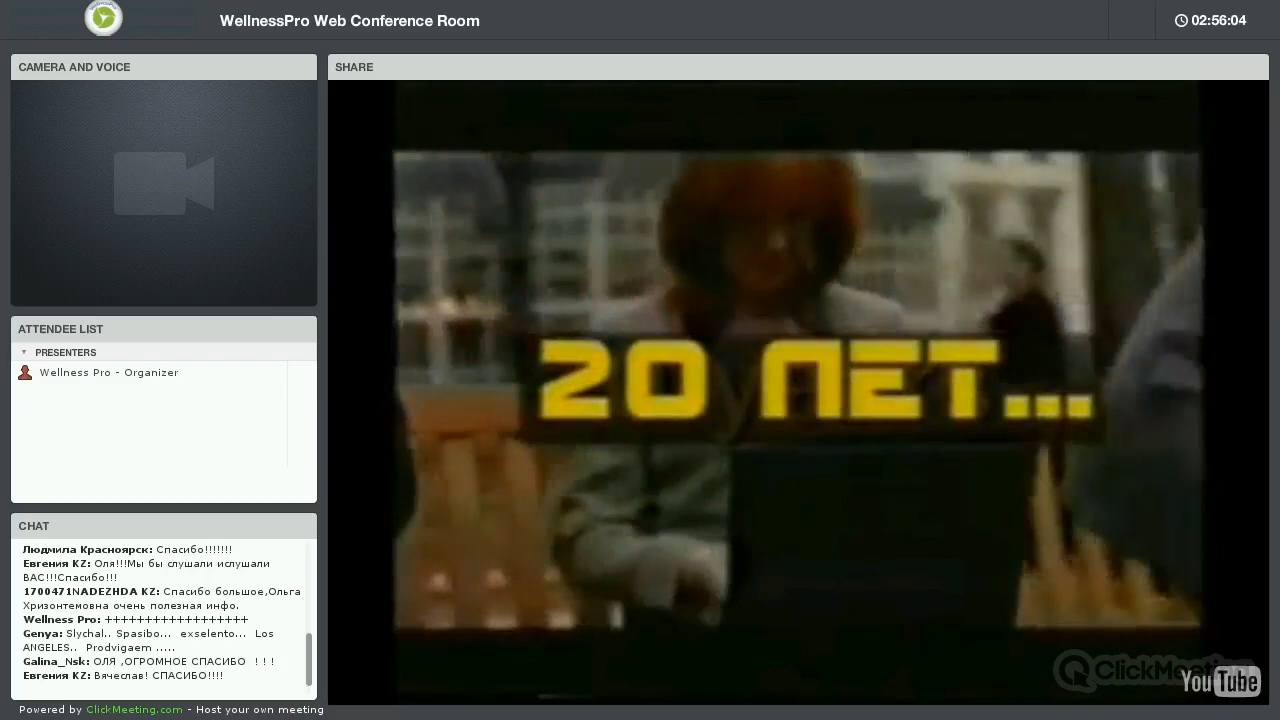 WellnessPro Web Conference Room
02:56:04
CAMERA AND VOICE
SHARE
20 ЛЕТ...
ATTENDEE LIST
PRESENTERS
Wellness Pro - Organizer
CHAT
Людмила Красноярск: Спасибо!!!!!!!
Евгения KZ: Оля!!!Мы бы слушали ислушали
ВАС!!!Спасибо!!!
1700471NADEZHDA KZ: Спасибо большое,Ольга
Хризонтемовна очень полезная инфо.
Wellness Pro: ++++++++++++++++++
Genya: Slychal.. Spasibo... exselento... Los
ANGELES.. Prodvigaem .....
Galina_Nsk: ОЛЯ ,ОГРОМНОЕ СПАСИБО ! ! !
Евгения KZ: Вячеслав! СПАСИБО!!!!
ClickMeeting
YouTube
Powered by ClickMeeting.com - Host your own meeting